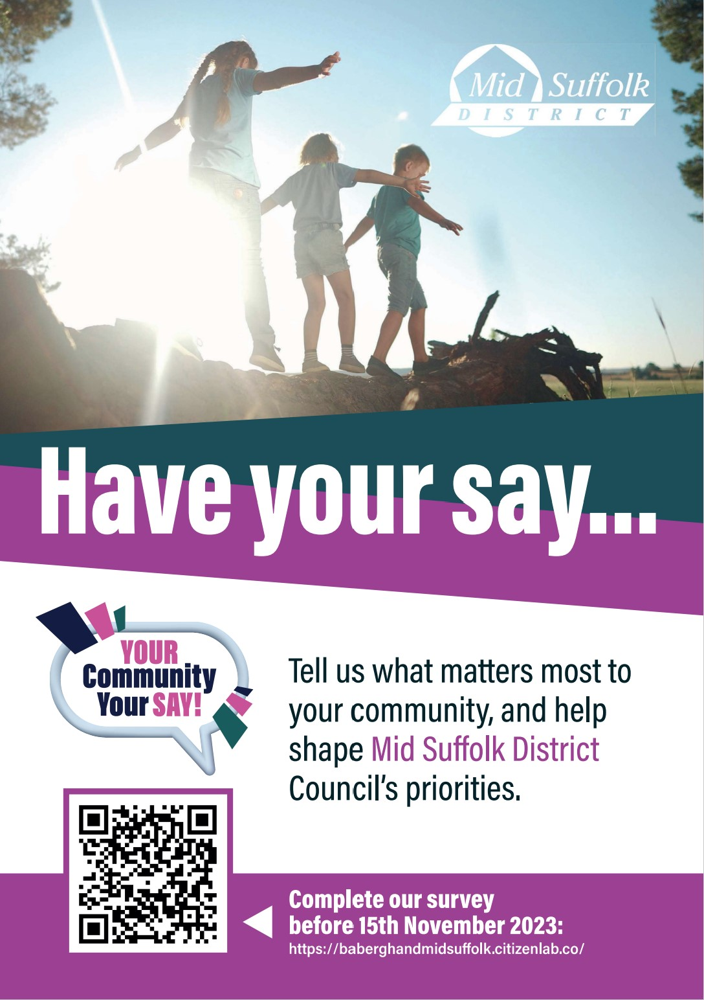 Mid Suffolk
DISTRICT
Have your say...
YOUR
Community
Your SAY!
Tell us what matters most to
your community, and help
shape Mid Suffolk District
Council's priorities.
Complete our survey
before 15th November 2023:
https://baberghandmidsuffolk.citizenlab.co/